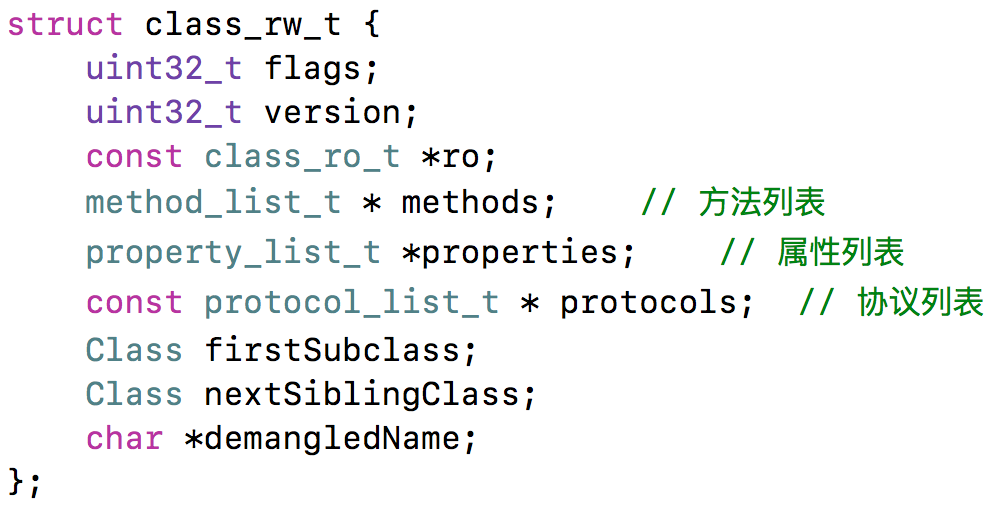 struct class_rw_t {
    uint32_t flags;
    uint32_t version;
    const class_ro_t *ro;
    method_list_t * methods;    // 方法列表
    property_list_t *properties;    // 属性列表
    const protocol_list_t * protocols;  // 协议列表
    Class firstSubclass;
    Class nextSiblingClass;
    char *demangledName;
};